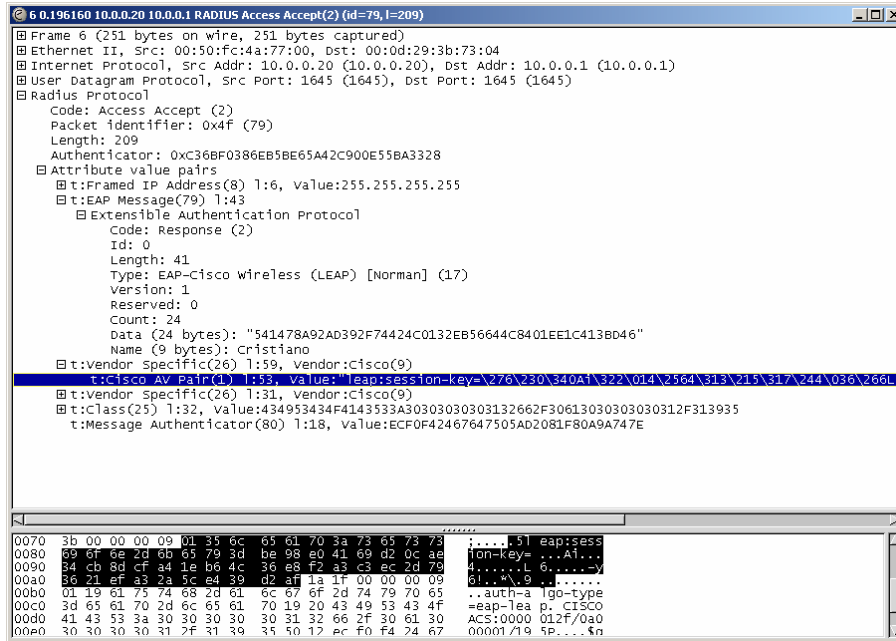 6 0.196160 10.0.0.20 10.0.0.1 RADIUS Access Accept(2) (id=79, l=209)
Frame 6 (251 bytes on wire, 251 bytes captured)
Ethernet II, Src: 00:50:fc:4a:77:00, Dst: 00:0d:29:3b:73:04
Internet Protocol, Src Addr: 10.0.0.20 (10.0.0.20), Dst Addr: 10.0.0.1 (10.0.0.1)
User Datagram Protocol, Src Port: 1645 (1645), Dst Port: 1645 (1645)
Radius Protocol
Code: Access Accept (2)
Packet identifier: 0x4f (79)
Length: 209
Authenticator: 0xC36BF0386EB5BE65A42C900E55BA3328
Attribute value pairs
t:Framed IP Address(8) l:6, Value:255.255.255.255
t:EAP Message(79) l:43
Extensible Authentication Protocol
Code: Response (2)
Id: 0
Length: 41
Type: EAP-Cisco Wireless (LEAP) [Norman] (17)
Version: 1
Reserved: 0
Count: 24
Data (24 bytes): "541478A92AD392F74424C0132EB56644C8401EE1C413BD46"
Name (9 bytes): Cristiano
t:Vendor Specific(26) l:59, Vendor:Cisco(9)
t:Cisco AV Pair(1) l:53, Value:"leap:session-key=\276\230\340Ai\322\014\2564\313\215\317\244\036\266L
t:Vendor Specific(26) l:31, Vendor:Cisco(9)
t:Class(25) l:32, Value:434953434F4143533A30303030303132662F30613030303030312F313935
t:Message Authenticator(80) l:18, Value:ECF0F42467647505AD2081F80A9A747E
0070 3b 00 00 00 09 01 35 6c 65 61 70 3a 73 65 73 73 ;.....5l eap:sess
0080 69 6f 6e 2d 6b 65 79 3d be 98 e0 41 69 d2 0c ae ion-key= ...Ai...
0090 34 cb 8d cf a4 1e b6 4c 36 e8 f2 a3 c3 ec 2d 79 4......L 6.....-y
00a0 36 21 ef a3 2a 5c e4 39 d2 af 1a 1f 00 00 00 09 6!..*\.9 ........
00b0 01 19 61 75 74 68 2d 61 6c 67 6f 2d 74 79 70 65 ..auth-a lgo-type
00c0 3d 65 61 70 2d 6c 65 61 70 19 20 43 49 53 43 4f =eap-lea p. CISCO
00d0 41 43 53 3a 30 30 30 30 30 31 32 66 2f 30 61 30 ACS:0000 012f/0a0
00e0 30 30 30 30 31 2f 31 39 35 50 12 ec f0 f4 24 67 00001/19 5P....$g